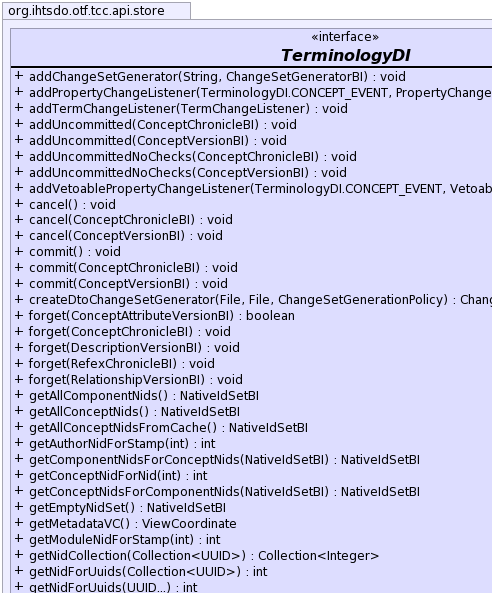 org.ihtsdo.otf.tcc.api.store
«interface»
TerminologyDI
+ addChangeSetGenerator(String, ChangeSetGeneratorBI) : void
+ addPropertyChangeListener(TerminologyDI.CONCEPT_EVENT, PropertyChange
+ addTermChangeListener(TermChangeListener) : void
+ addUncommitted(ConceptChronicleBI) : void
+ addUncommitted(ConceptVersionBI) : void
+ addUncommittedNoChecks(ConceptChronicleBI) : void
+ addUncommittedNoChecks(ConceptVersionBI) : void
+ addVetoablePropertyChangeListener(TerminologyDI.CONCEPT_EVENT, Vetoab
+ cancel() : void
+ cancel(ConceptChronicleBI) : void
+ cancel(ConceptVersionBI) : void
+ commit() : void
+ commit(ConceptChronicleBI) : void
+ commit(ConceptVersionBI) : void
+ createDtoChangeSetGenerator(File, File, ChangeSetGenerationPolicy) : Chang
+ forget(ConceptAttributeVersionBI) : boolean
+ forget(ConceptChronicleBI) : void
+ forget(DescriptionVersionBI) : void
+ forget(RefexChronicleBI) : void
+ forget(RelationshipVersionBI) : void
+ getAllComponentNids() : NativeIdSetBI
+ getAllConceptNids() : NativeIdSetBI
+ getAllConceptNidsFromCache() : NativeIdSetBI
+ getAuthorNidForStamp(int) : int
+ getComponentNidsForConceptNids(NativeIdSetBI) : NativeIdSetBI
+ getConceptNidForNid(int) : int
+ getConceptNidsForComponentNids(NativeIdSetBI) : NativeIdSetBI
+ getEmptyNidSet() : NativeIdSetBI
+ getMetadataVC() : ViewCoordinate
+ getModuleNidForStamp(int) : int
+ getNidCollection(Collection<UUID>) : Collection<Integer>
+ getNidForUuids(Collection<UUID>) : int
+ getNidForUuids(UUID...) : int